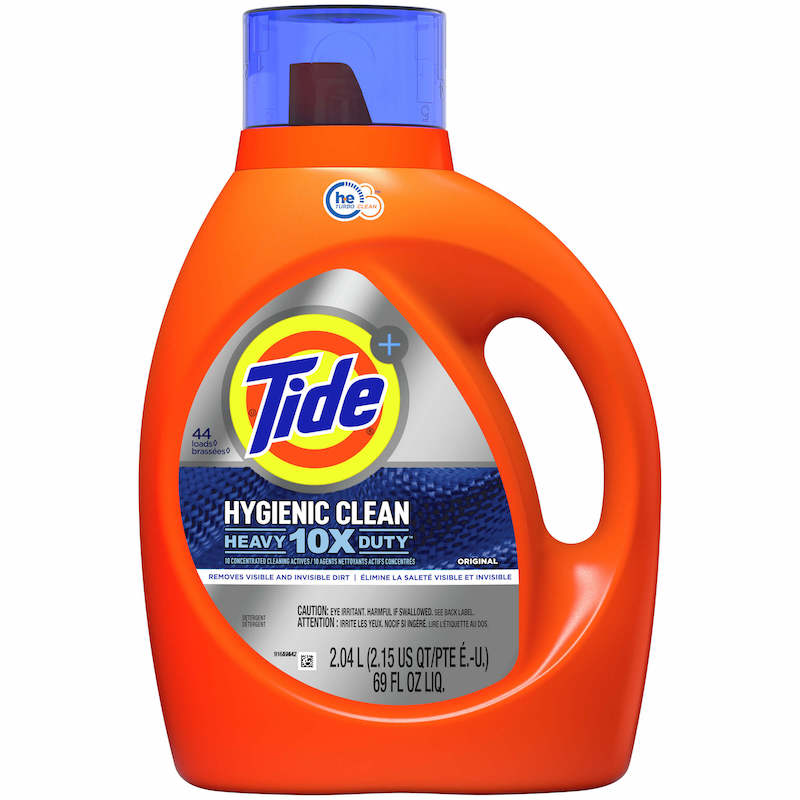 he
TURBO CLEAN
+
Tide
44
loads◊
brassées◊
HYGIENIC CLEAN
HEAVY 10X DUTY™
10 CONCENTRATED CLEANING ACTIVES / 10 AGENTS NETTOYANTS ACTIFS CONCENTRÉS
ORIGINAL
REMOVES VISIBLE AND INVISIBLE DIRT | ÉLIMINE LA SALETÉ VISIBLE ET INVISIBLE
CAUTION: EYE IRRITANT. HARMFUL IF SWALLOWED. SEE BACK LABEL.
ATTENTION : IRRITE LES YEUX. NOCIF SI INGÉRÉ. LIRE L'ÉTIQUETTE AU DOS.
DETERGENT
DÉTERGENT
2.04 L (2.15 US QT/PTE É.-U.)
69 FL OZ LIQ.